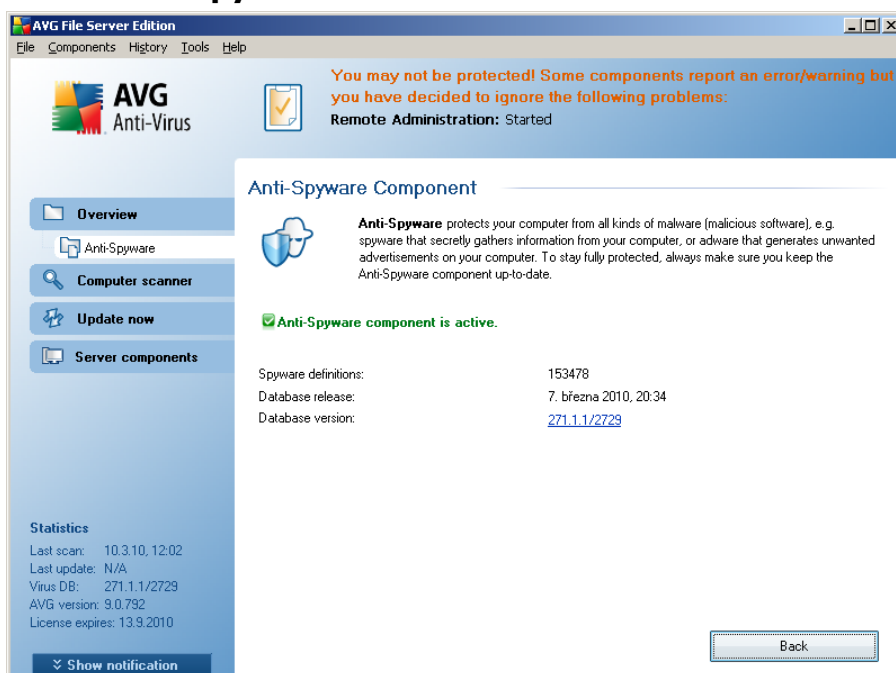 AVG File Server Edition
File Components History Tools Help
AVG
Anti-Virus
You may not be protected! Some components report an error/warning but
you have decided to ignore the following problems:
Remote Administration: Started
Overview
Anti-Spyware
Computer scanner
Update now
Server components
Anti-Spyware Component
Anti-Spyware protects your computer from all kinds of malware (malicious software), e.g.
spyware that secretly gathers information from your computer, or adware that generates unwanted
advertisements on your computer. To stay fully protected, always make sure you keep the
Anti-Spyware component up-to-date.
Anti-Spyware component is active.
Spyware definitions: 153478
Database release: 7. března 2010, 20:34
Database version: 271.1.1/2729
Statistics
Last scan: 10.3.10, 12:02
Last update: N/A
Virus DB: 271.1.1/2729
AVG version: 9.0.792
License expires: 13.9.2010
Show notification
Back